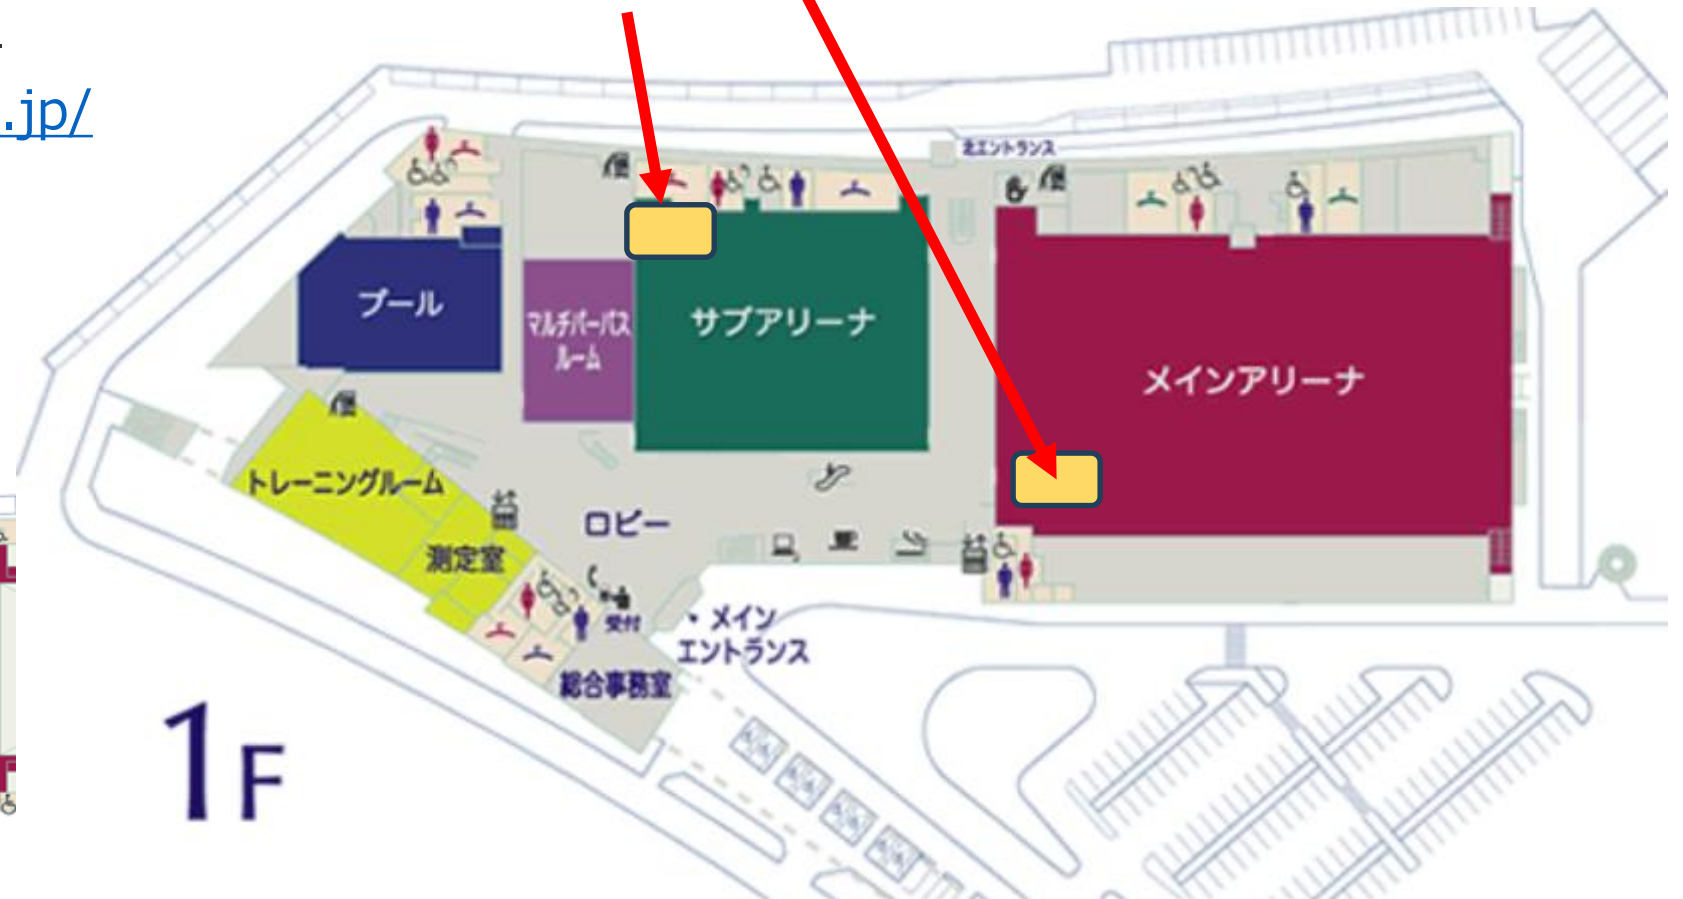 .jp/
北エントランス
プール
マルチパーパス
ルーム
サブアリーナ
メインアリーナ
トレーニングルーム
測定室
ロビー
受付
・メイン
エントランス
総合事務室
1F